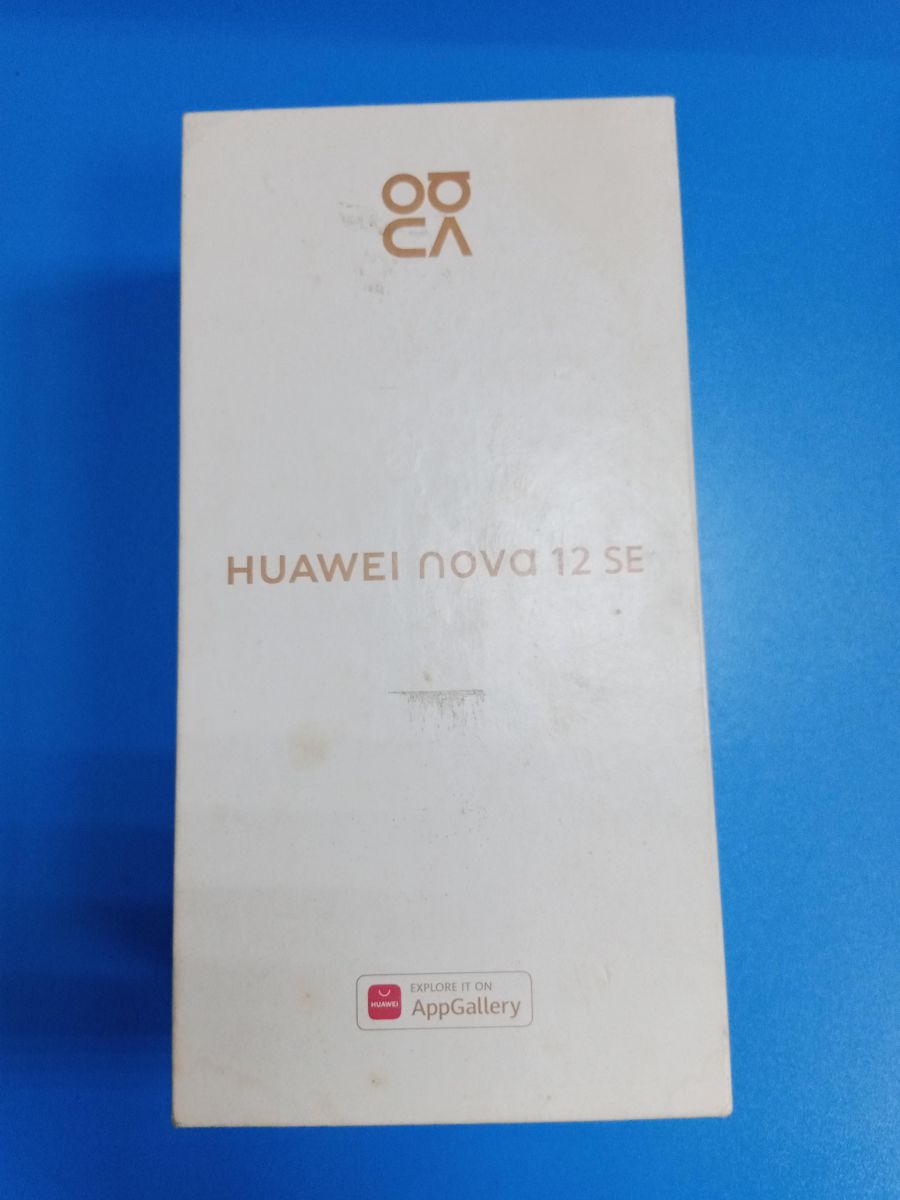 HUAWEI nova 12 SE
HUAWEI
EXPLORE IT ON
AppGallery